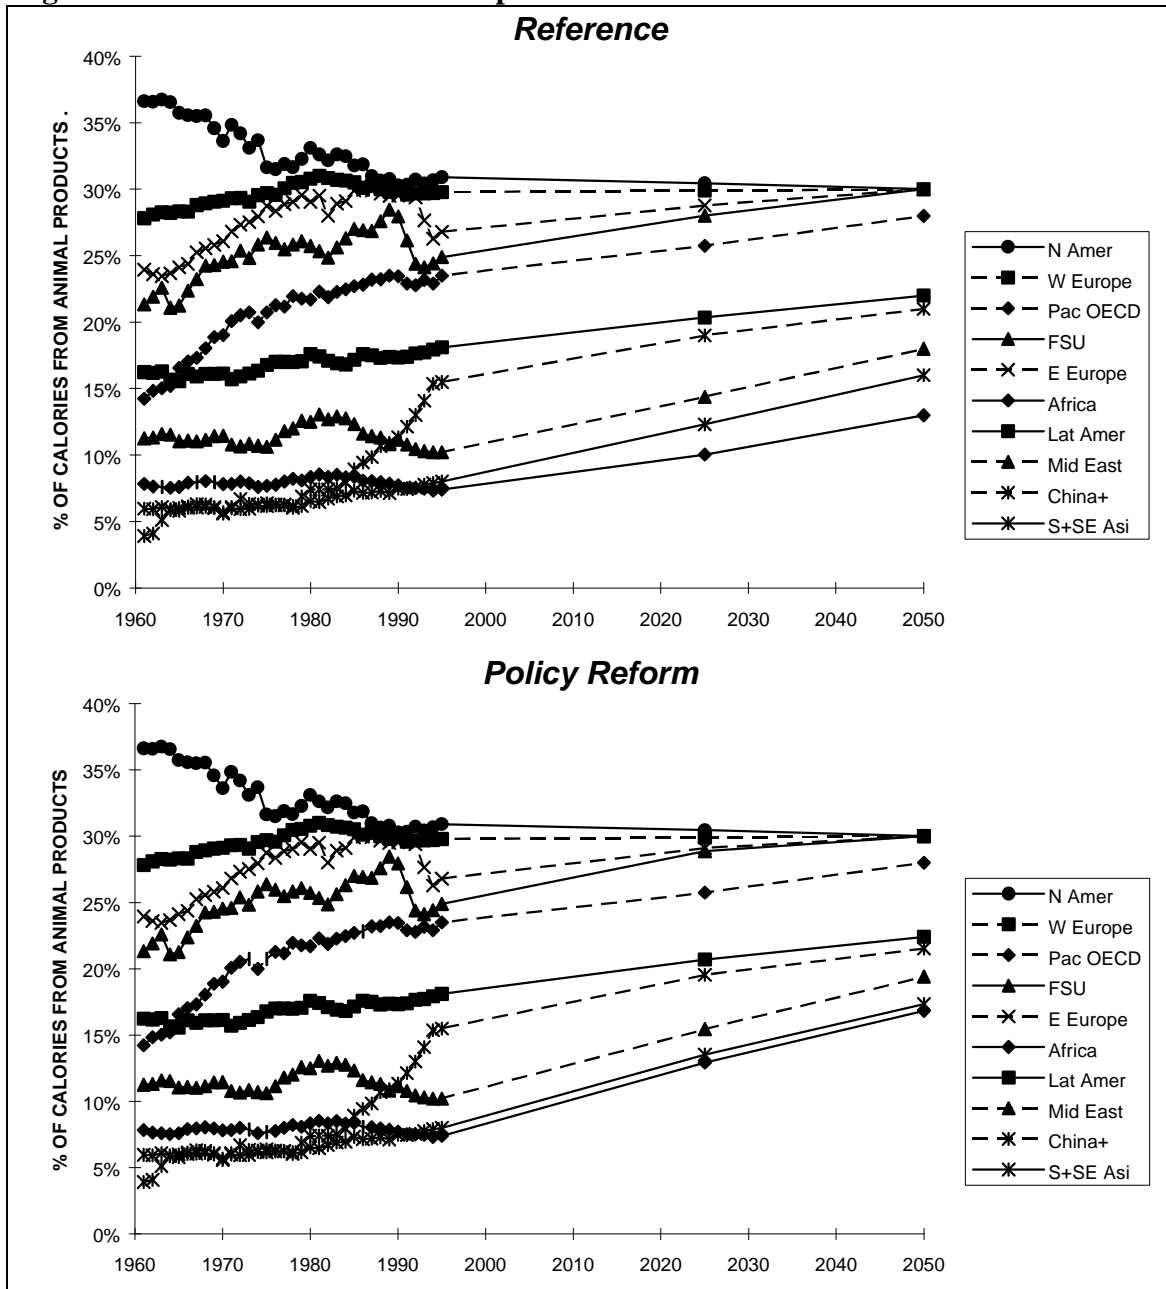 Reference
% OF CALORIES FROM ANIMAL PRODUCTS .
40%
35%
30%
25%
20%
15%
10%
5%
0%
1960 1970 1980 1990 2000 2010 2020 2030 2040 2050
N Amer
W Europe
Pac OECD
FSU
E Europe
Africa
Lat Amer
Mid East
China+
S+SE Asi
Policy Reform
% OF CALORIES FROM ANIMAL PRODUCTS
40%
35%
30%
25%
20%
15%
10%
5%
0%
1960 1970 1980 1990 2000 2010 2020 2030 2040 2050
N Amer
W Europe
Pac OECD
FSU
E Europe
Africa
Lat Amer
Mid East
China+
S+SE Asi